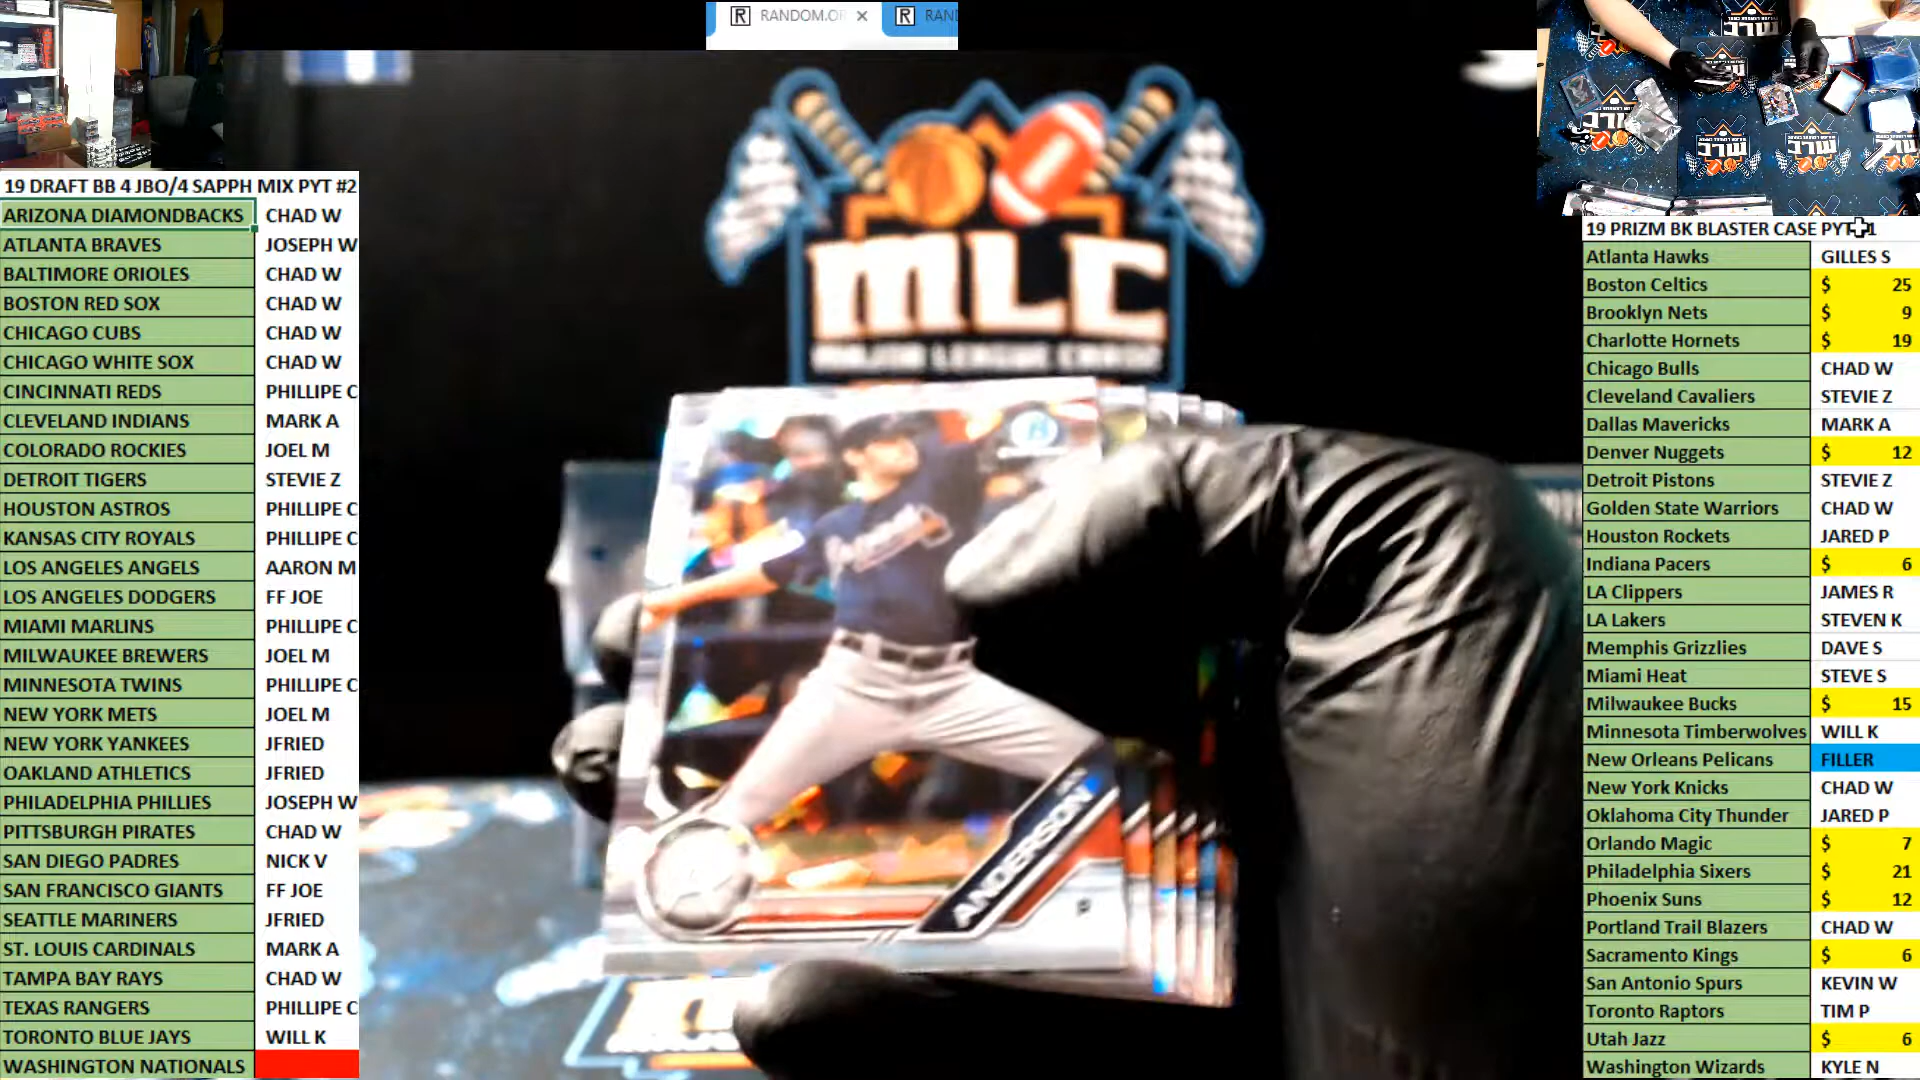 RANDOM.OR
RAND
19 DRAFT BB 4 JBO/4 SAPPH MIX PYT #2
ARIZONA DIAMONDBACKS CHAD W
ATLANTA BRAVES JOSEPH W
BALTIMORE ORIOLES CHAD W
BOSTON RED SOX CHAD W
CHICAGO CUBS CHAD W
CHICAGO WHITE SOX CHAD W
CINCINNATI REDS PHILLIPE C
CLEVELAND INDIANS MARK A
COLORADO ROCKIES JOEL M
DETROIT TIGERS STEVIE Z
HOUSTON ASTROS PHILLIPE C
KANSAS CITY ROYALS PHILLIPE C
LOS ANGELES ANGELS AARON M
LOS ANGELES DODGERS FF JOE
MIAMI MARLINS PHILLIPE C
MILWAUKEE BREWERS JOEL M
MINNESOTA TWINS PHILLIPE C
NEW YORK METS JOEL M
NEW YORK YANKEES JFRIED
OAKLAND ATHLETICS JFRIED
PHILADELPHIA PHILLIES JOSEPH W
PITTSBURGH PIRATES CHAD W
SAN DIEGO PADRES NICK V
SAN FRANCISCO GIANTS FF JOE
SEATTLE MARINERS JFRIED
ST. LOUIS CARDINALS MARK A
TAMPA BAY RAYS CHAD W
TEXAS RANGERS PHILLIPE C
TORONTO BLUE JAYS WILL K
WASHINGTON NATIONALS
MLC
MAJOR LEAGUE CARDZ
Braves
ANDERSON
P
19 PRIZM BK BLASTER CASE PYT 1
Atlanta Hawks GILLES S
Boston Celtics $ 25
Brooklyn Nets $ 9
Charlotte Hornets $ 19
Chicago Bulls CHAD W
Cleveland Cavaliers STEVIE Z
Dallas Mavericks MARK A
Denver Nuggets $ 12
Detroit Pistons STEVIE Z
Golden State Warriors CHAD W
Houston Rockets JARED P
Indiana Pacers $ 6
LA Clippers JAMES R
LA Lakers STEVEN K
Memphis Grizzlies DAVE S
Miami Heat STEVE S
Milwaukee Bucks $ 15
Minnesota Timberwolves WILL K
New Orleans Pelicans FILLER
New York Knicks CHAD W
Oklahoma City Thunder JARED P
Orlando Magic $ 7
Philadelphia Sixers $ 21
Phoenix Suns $ 12
Portland Trail Blazers CHAD W
Sacramento Kings $ 6
San Antonio Spurs KEVIN W
Toronto Raptors TIM P
Utah Jazz $ 6
Washington Wizards KYLE N